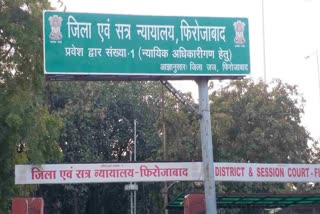 जिला एवं सत्र न्यायालय, फिरोजाबाद
प्रवेश द्वार संख्या-1 (न्यायिक अधिकारीगण हेतु)
आज्ञानुसार: जिला जज, फिरोजाबाद
जिला एवं सत्र न्यायालय-फिरोजाबाद DISTRICT & SESSION COURT-F